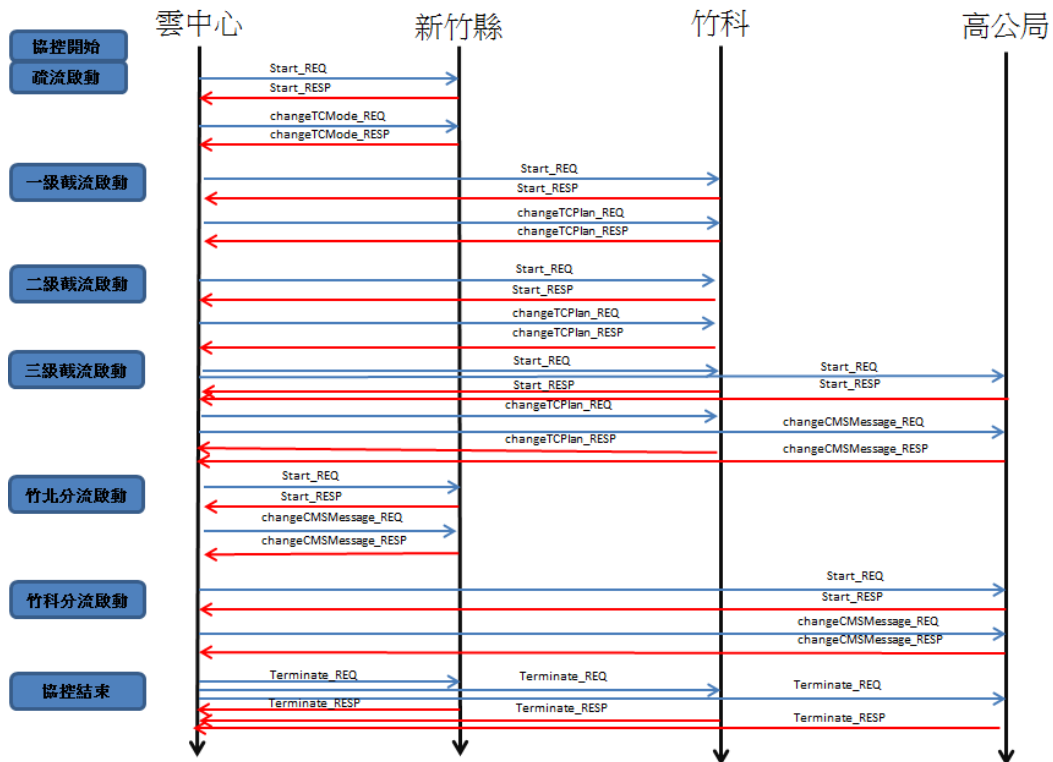 雲中心
新竹縣
竹科
高公局
協控開始
疏流啟動
Start_REQ
Start_RESP
changeTCMode_REQ
changeTCMode_RESP
一級截流啟動
Start_REQ
Start_RESP
changeTCPlan_REQ
changeTCPlan_RESP
二級截流啟動
Start_REQ
Start_RESP
changeTCPlan_REQ
changeTCPlan_RESP
三級截流啟動
Start_REQ
Start_REQ
Start_RESP
Start_RESP
changeTCPlan_REQ
changeCMSMessage_REQ
changeTCPlan_RESP
changeCMSMessage_RESP
竹北分流啟動
Start_REQ
Start_RESP
changeCMSMessage_REQ
changeCMSMessage_RESP
竹科分流啟動
Start_REQ
Start_RESP
changeCMSMessage_REQ
changeCMSMessage_RESP
協控結束
Terminate_REQ
Terminate_REQ
Terminate_REQ
Terminate_RESP
Terminate_RESP
Terminate_RESP